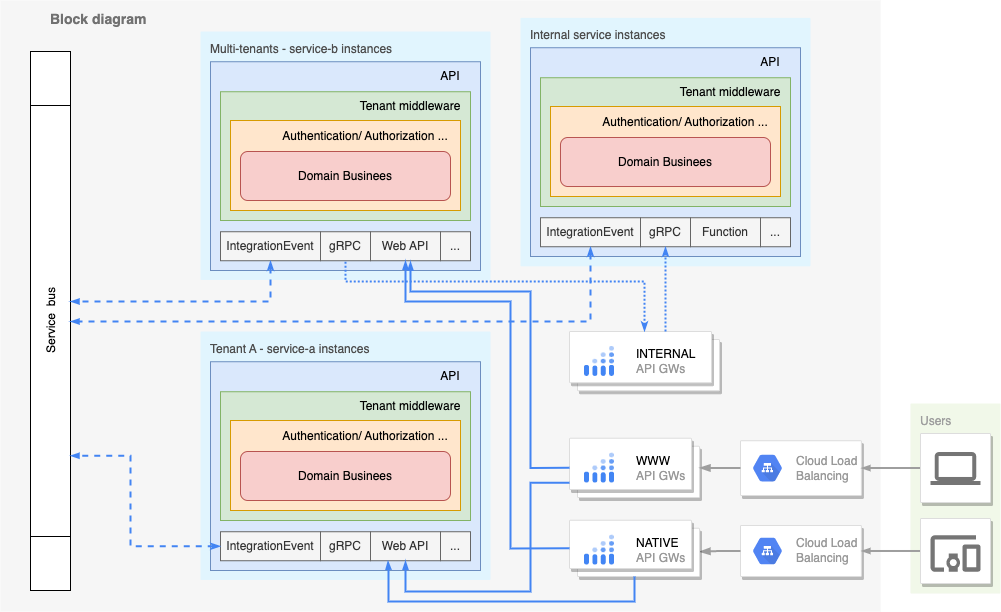 Block diagram
Service bus
Multi-tenants - service-b instances
API
Tenant middleware
Authentication/ Authorization ...
Domain Businees
IntegrationEvent
gRPC
Web API
...
Internal service instances
API
Tenant middleware
Authentication/ Authorization ...
Domain Businees
IntegrationEvent
gRPC
Function
...
Tenant A - service-a instances
API
Tenant middleware
Authentication/ Authorization ...
Domain Businees
IntegrationEvent
gRPC
Web API
...
INTERNAL
API GWs
WWW
API GWs
NATIVE
API GWs
Cloud Load
Balancing
Cloud Load
Balancing
Users